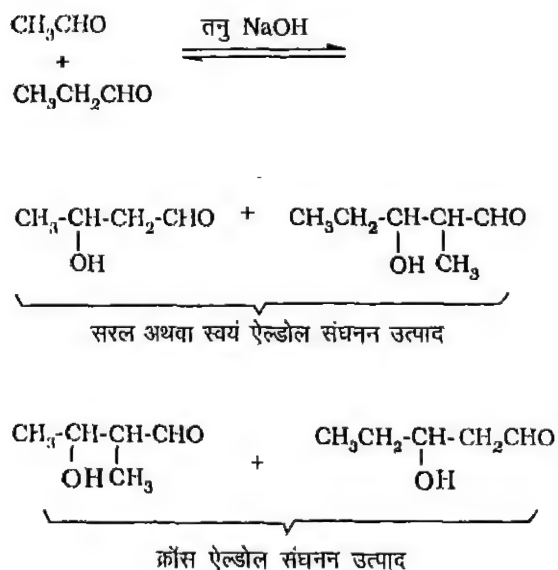 CH₃CHO
+ तनु NaOH
CH₃CH₂CHO
CH₃-CH-CH₂-CHO + CH₃CH₂-CH-CH-CHO
OH OH CH₃
सरल अथवा स्वयं ऐल्डोल संघनन उत्पाद
CH₃-CH-CH-CHO + CH₃CH₂-CH-CH₂CHO
OH CH₃ OH
क्रॉस ऐल्डोल संघनन उत्पाद